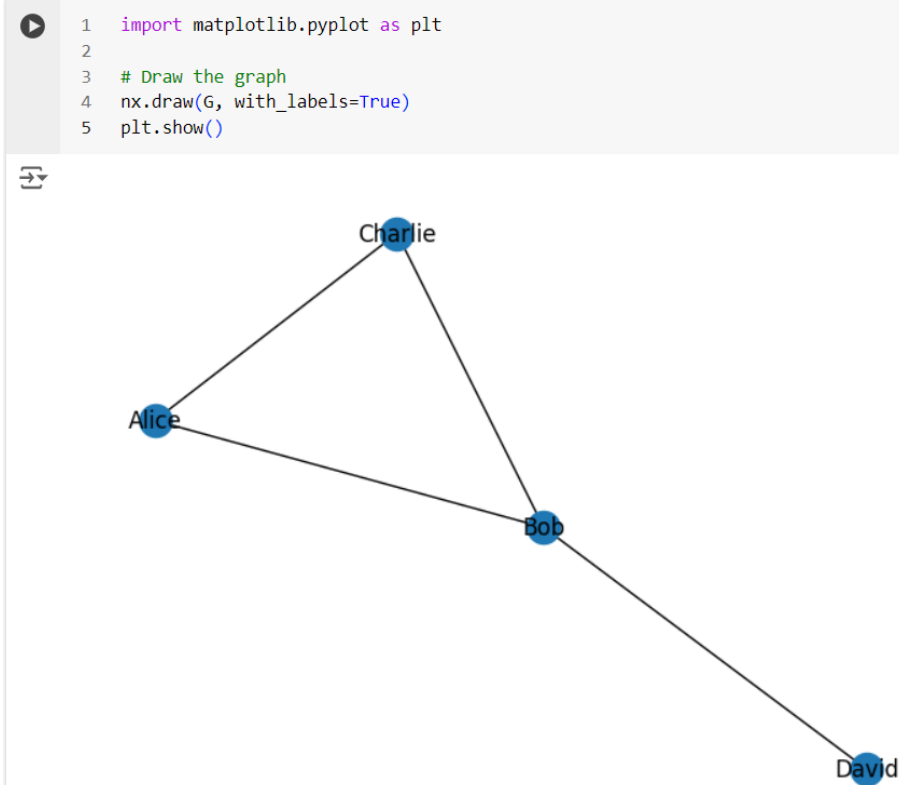 1 import matplotlib.pyplot as plt
2
3 # Draw the graph
4 nx.draw(G, with_labels=True)
5 plt.show()
Charlie
Alice
Bob
David